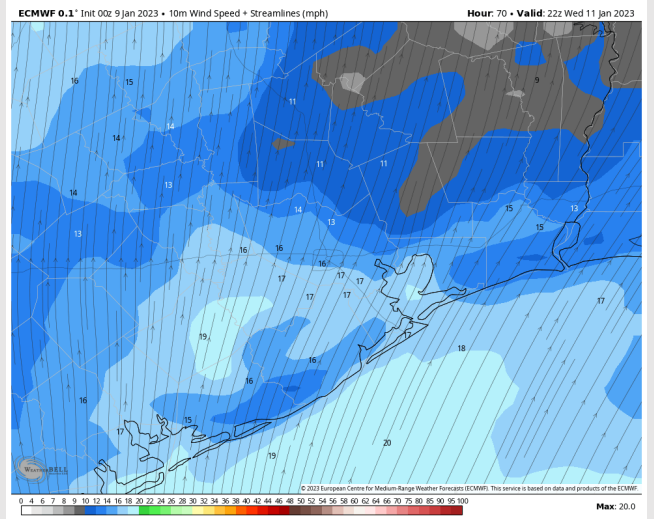 ECMWF 0.1° Init 00z 9 Jan 2023 • 10m Wind Speed + Streamlines (mph)
Hour: 70 • Valid: 22z Wed 11 Jan 2023
16 15 9
11
14
14
11 11
13
14
14 15 13
13
13 15
16 16
16
17 17 17
17 17 17
19 17
18
16
16
16
15
17
20
19
WEATHERBELL
© 2023 European Centre for Medium-Range Weather Forecasts (ECMWF). This service is based on data and products of the ECMWF.
0 4 6 7 8 9 10 12 14 16 18 20 22 24 26 28 30 32 34 36 38 40 42 44 46 48 50 52 54 56 58 60 62 64 66 70 75 80 85 90 95 100
Max: 20.0